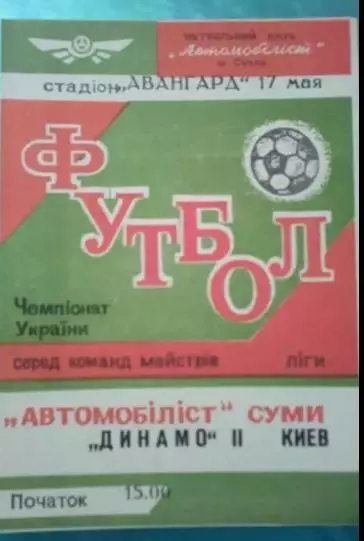 футбольний клуб
„Автомобіліст"
м Суми
стадіон „АВАНГАРД" 17 мая
ФУТБОЛ
Чемпіонат
України
серед команд майстрів ліги
„АВТОМОБІЛІСТ" СУМИ
„ДИНАМО" II КИЕВ
Початок 15.00